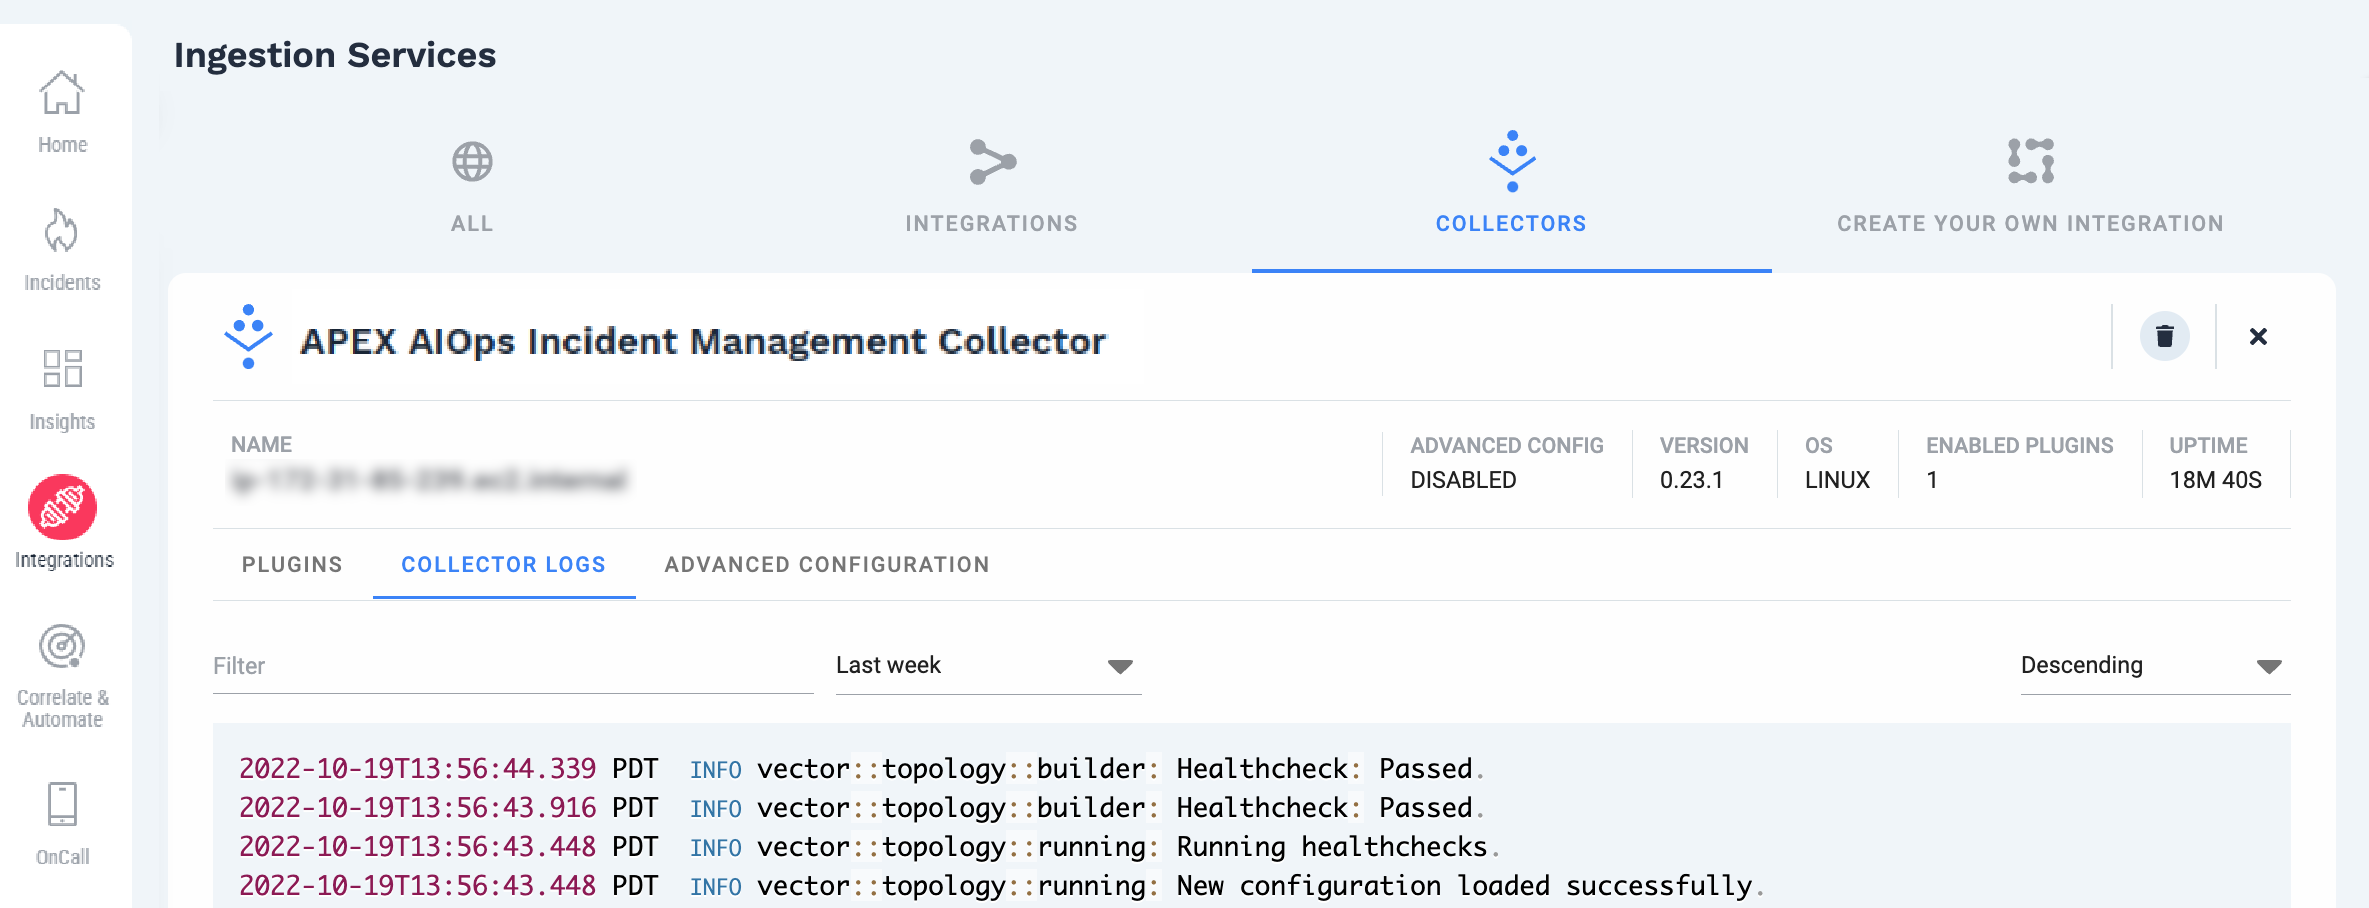 Ingestion Services
Home
Incidents
Insights
Integrations
Correlate &
Automate
OnCall
ALL
INTEGRATIONS
COLLECTORS
CREATE YOUR OWN INTEGRATION
APEX AIOps Incident Management Collector
NAME
ADVANCED CONFIG
DISABLED
VERSION
0.23.1
OS
LINUX
ENABLED PLUGINS
1
UPTIME
18M 40S
PLUGINS
COLLECTOR LOGS
ADVANCED CONFIGURATION
Filter
Last week
Descending
2022-10-19T13:56:44.339 PDT INFO vector::topology::builder: Healthcheck: Passed.
2022-10-19T13:56:43.916 PDT INFO vector::topology::builder: Healthcheck: Passed.
2022-10-19T13:56:43.448 PDT INFO vector::topology::running: Running healthchecks.
2022-10-19T13:56:43.448 PDT INFO vector::topology::running: New configuration loaded successfully.